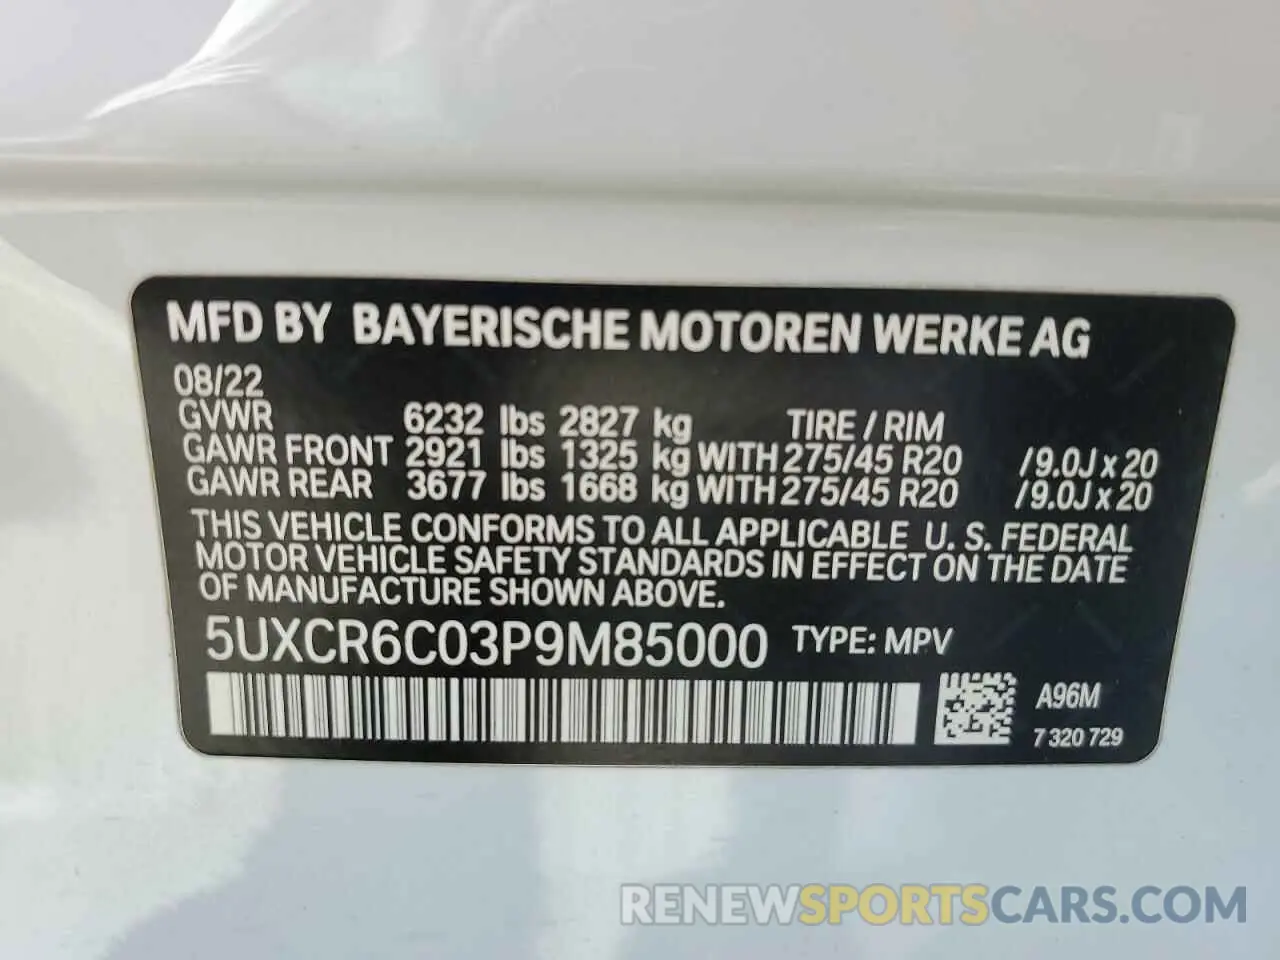 MFD BY BAYERISCHE MOTOREN WERKE AG
08/22
GVWR 6232 lbs 2827 kg TIRE / RIM
GAWR FRONT 2921 lbs 1325 kg WITH 275/45 R20 /9.0J x 20
GAWR REAR 3677 lbs 1668 kg WITH 275/45 R20 /9.0J x 20
THIS VEHICLE CONFORMS TO ALL APPLICABLE U. S. FEDERAL
MOTOR VEHICLE SAFETY STANDARDS IN EFFECT ON THE DATE
OF MANUFACTURE SHOWN ABOVE.
5UXCR6C03P9M85000 TYPE: MPV
A96M
7 320 729
RENEWSPORTSCARS.COM